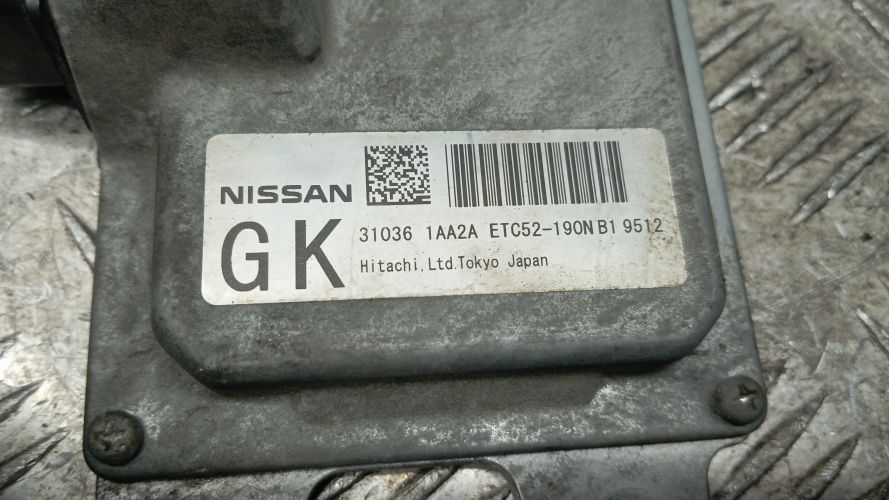 NISSAN
GK
31036 1AA2A ETC52-190N B1 9512
Hitachi, Ltd. Tokyo Japan